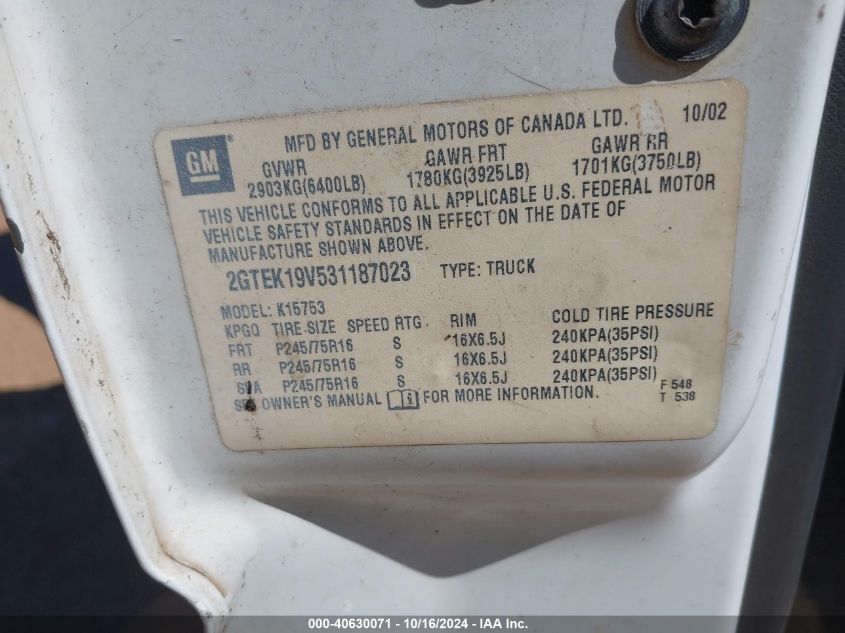 GM
MFD BY GENERAL MOTORS OF CANADA LTD. 10/02
GVWR GAWR FRT GAWR RR
2903KG(6400LB) 1780KG(3925LB) 1701KG(3750LB)
THIS VEHICLE CONFORMS TO ALL APPLICABLE U.S. FEDERAL MOTOR
VEHICLE SAFETY STANDARDS IN EFFECT ON THE DATE OF
MANUFACTURE SHOWN ABOVE.
2GTEK19V531187023 TYPE: TRUCK
MODEL: K15753
KPGQ TIRE SIZE SPEED RTG RIM COLD TIRE PRESSURE
FRT P245/75R16 S 16X6.5J 240KPA(35PSI)
RR P245/75R16 S 16X6.5J 240KPA(35PSI)
P245/75R16 S 16X6.5J 240KPA(35PSI)
OWNER'S MANUAL FOR MORE INFORMATION.
F 548
T 538
000-40630071 - 10/16/2024 - IAA Inc.